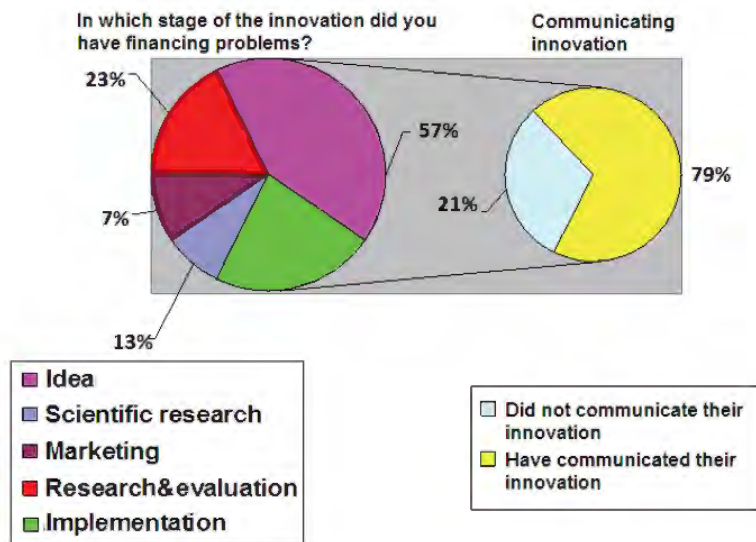 In which stage of the innovation did you
have financing problems?
Communicating
innovation
23%
57%
7%
13%
79%
21%
Idea
Scientific research
Marketing
Research&evaluation
Implementation
Did not communicate their
innovation
Have communicated their
innovation